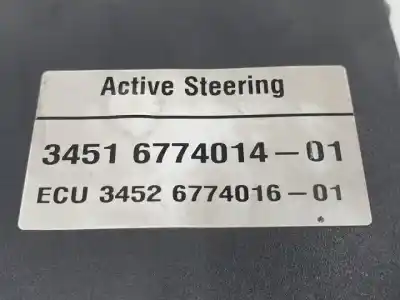 Active Steering
3451 6774014-01
ECU 3452 6774016-01